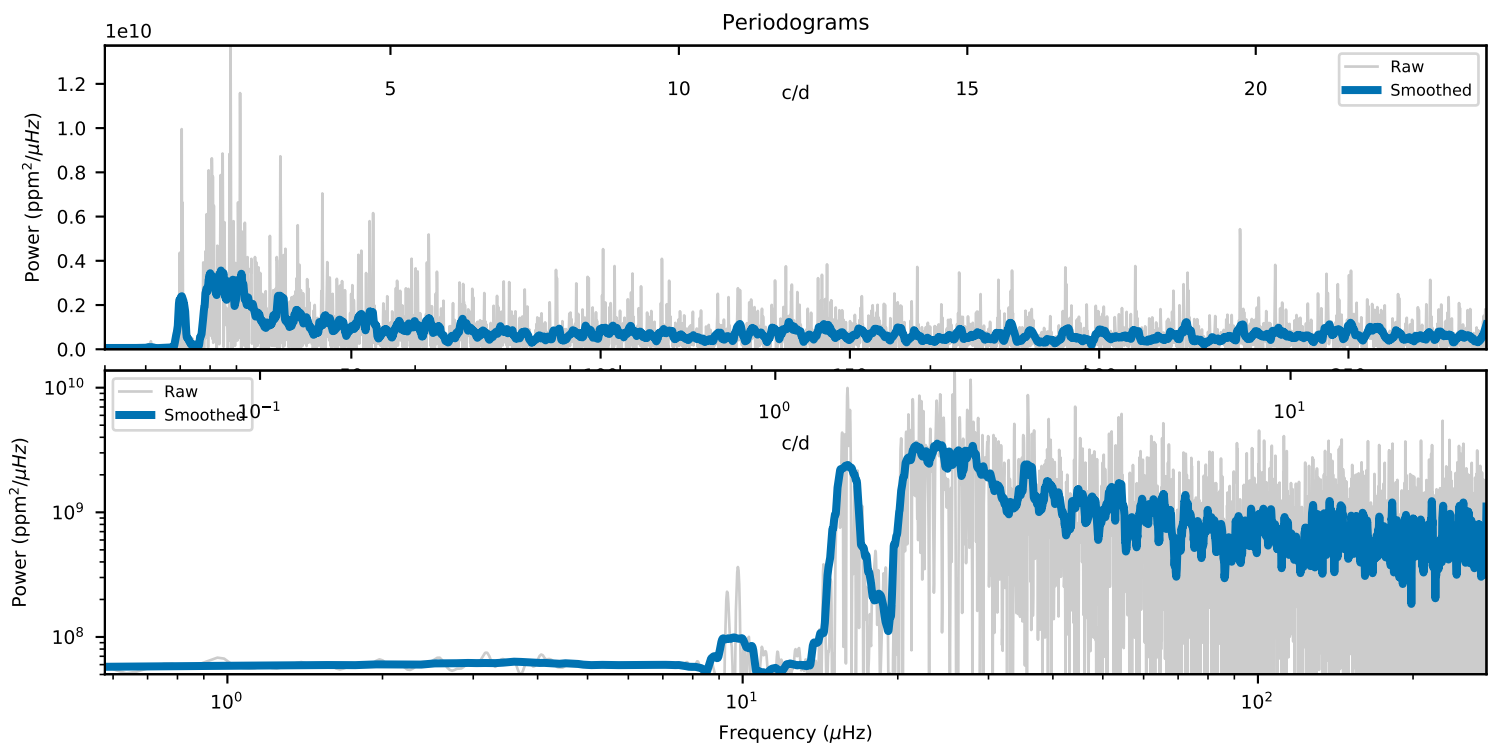 Periodograms
1e10
Power (ppm²/μHz)
1.2
1.0
0.8
0.6
0.4
0.2
0.0
5
10
15
20
c/d
Raw
Smoothed
Power (ppm²/μHz)
10¹⁰
10⁹
10⁸
Raw
Smoothed
10⁻¹
10⁰
10¹
c/d
10⁰
10¹
10²
Frequency (μHz)